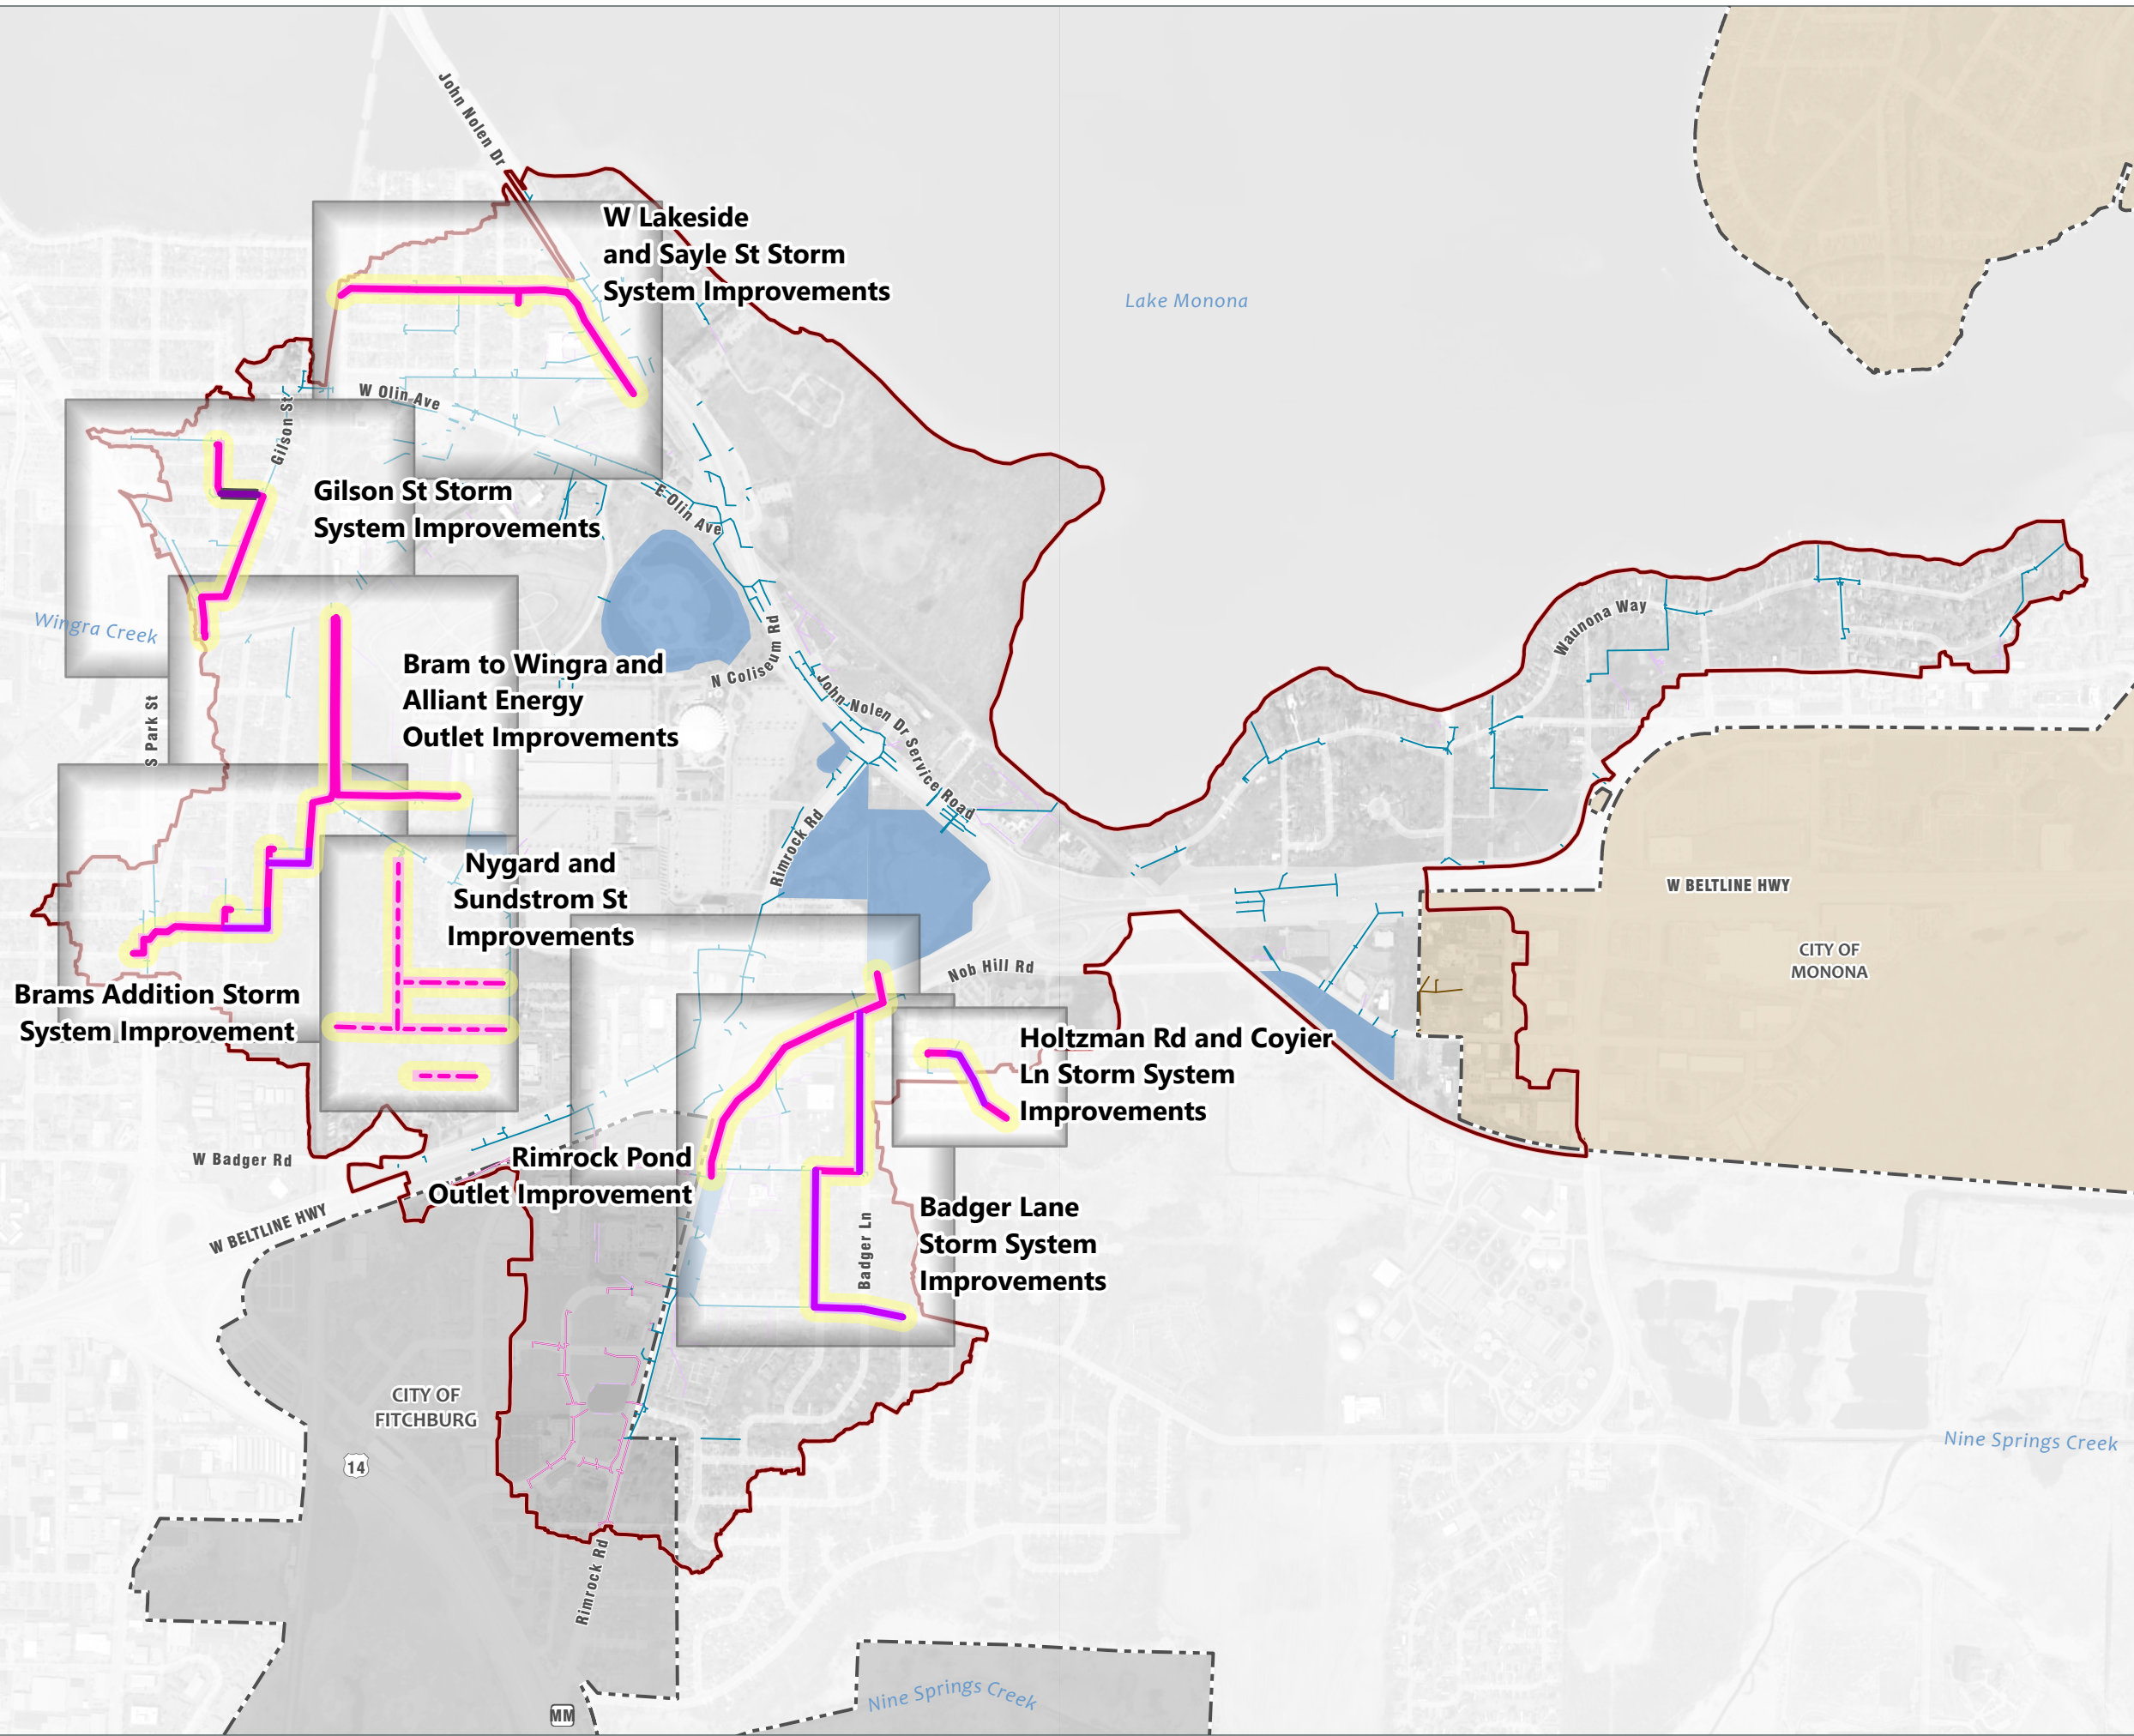 John Nolen Dr
W Lakeside
and Sayle St Storm
System Improvements
Lake Monona
W Olin Ave
Gilson St
Gilson St Storm
System Improvements
E Olin Ave
Wingra Creek
Waunona Way
N Coliseum Rd
Bram to Wingra and
Alliant Energy
Outlet Improvements
S Park St
John Nolen Dr Service Road
Rimrock Rd
Nygard and
Sundstrom St
Improvements
W BELTLINE HWY
CITY OF
MONONA
Nob Hill Rd
Brams Addition Storm
System Improvement
Holtzman Rd and Coyier
Ln Storm System
Improvements
W Badger Rd
Rimrock Pond
Outlet Improvement
W BELTLINE HWY
Badger Ln
Badger Lane
Storm System
Improvements
CITY OF
FITCHBURG
14
Nine Springs Creek
Rimrock Rd
Nine Springs Creek
MM